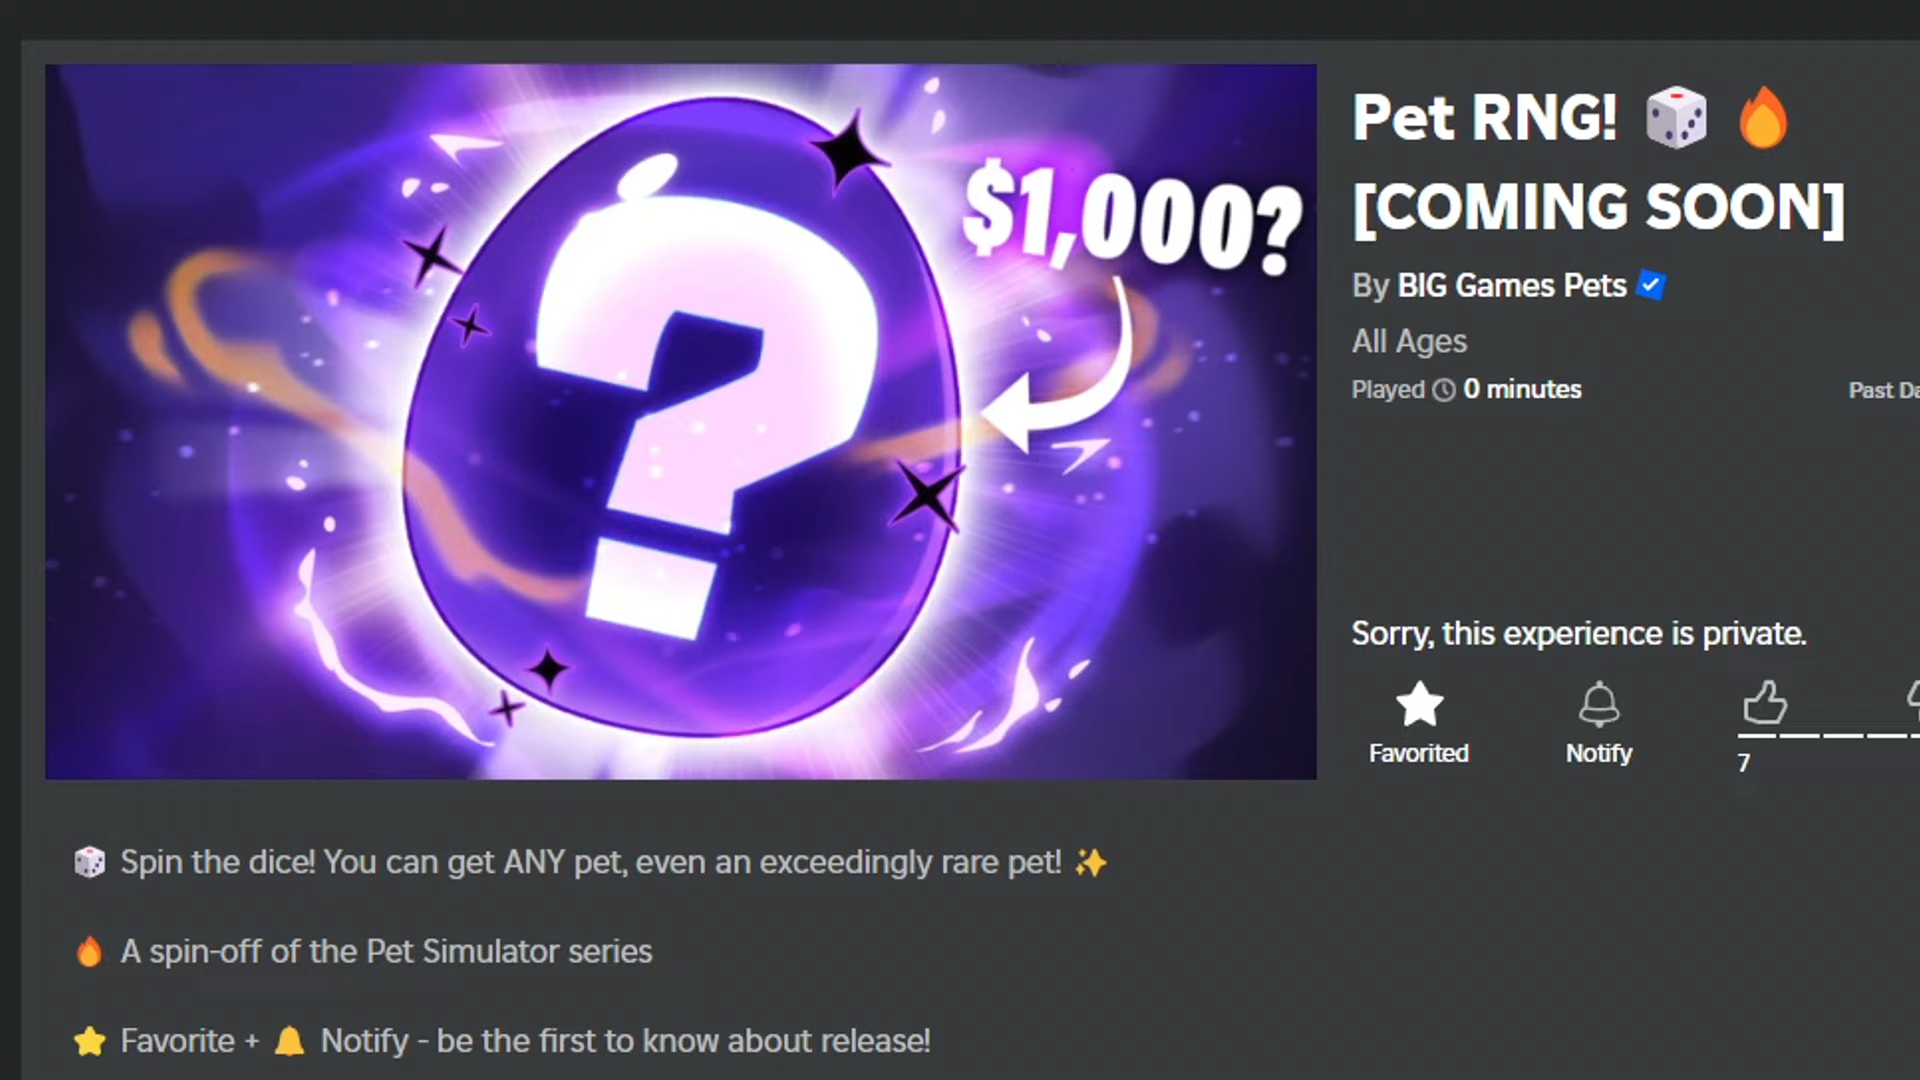 $1,000?
?
Pet RNG! 🎲 🔥
[COMING SOON]
By BIG Games Pets
All Ages
Played 0 minutes
Past
Sorry, this experience is private.
Favorited
Notify
7
🎲 Spin the dice! You can get ANY pet, even an exceedingly rare pet! ✨
🔥 A spin-off of the Pet Simulator series
⭐ Favorite + 🔔 Notify - be the first to know about release!